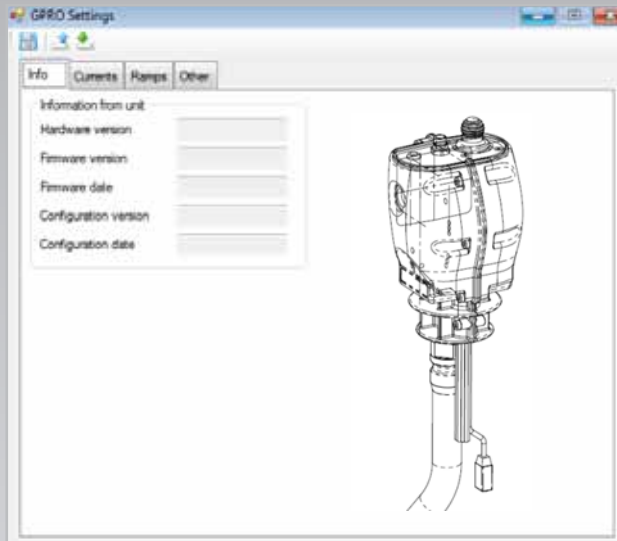 GPRO Settings
Info Currents Ramps Other
Information from unit
Hardware version
Firmware version
Firmware date
Configuration version
Configuration date